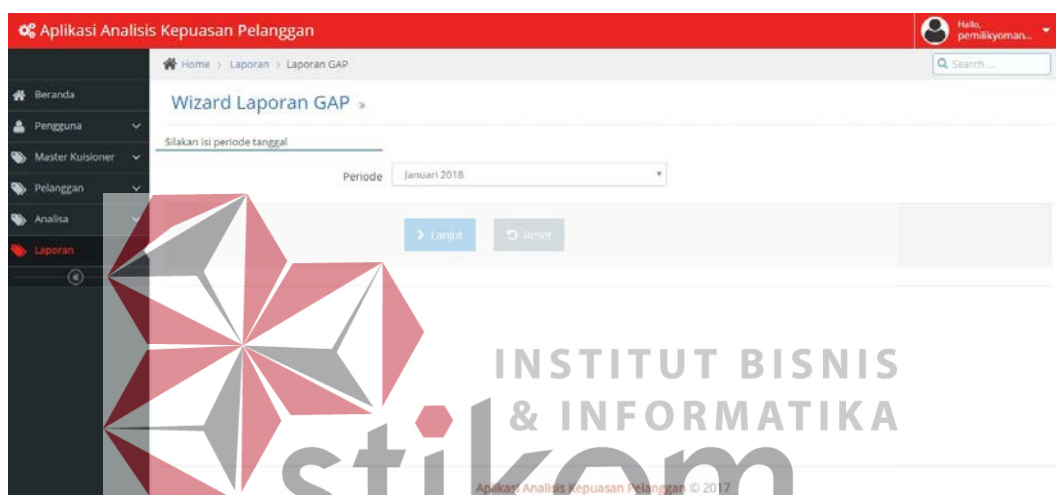 Aplikasi Analisis Kepuasan Pelanggan
Hallo,
pemilikyoman...
Home > Laporan > Laporan GAP
Search ...
Beranda
Pengguna
Master Kuisioner
Pelanggan
Analisa
Laporan
Wizard Laporan GAP »
Silakan isi periode tanggal
Periode
Januari 2018
Lanjut
Reset
INSTITUT BISNIS
& INFORMATIKA
stikom
Aplikasi Analisis Kepuasan Pelanggan © 2017